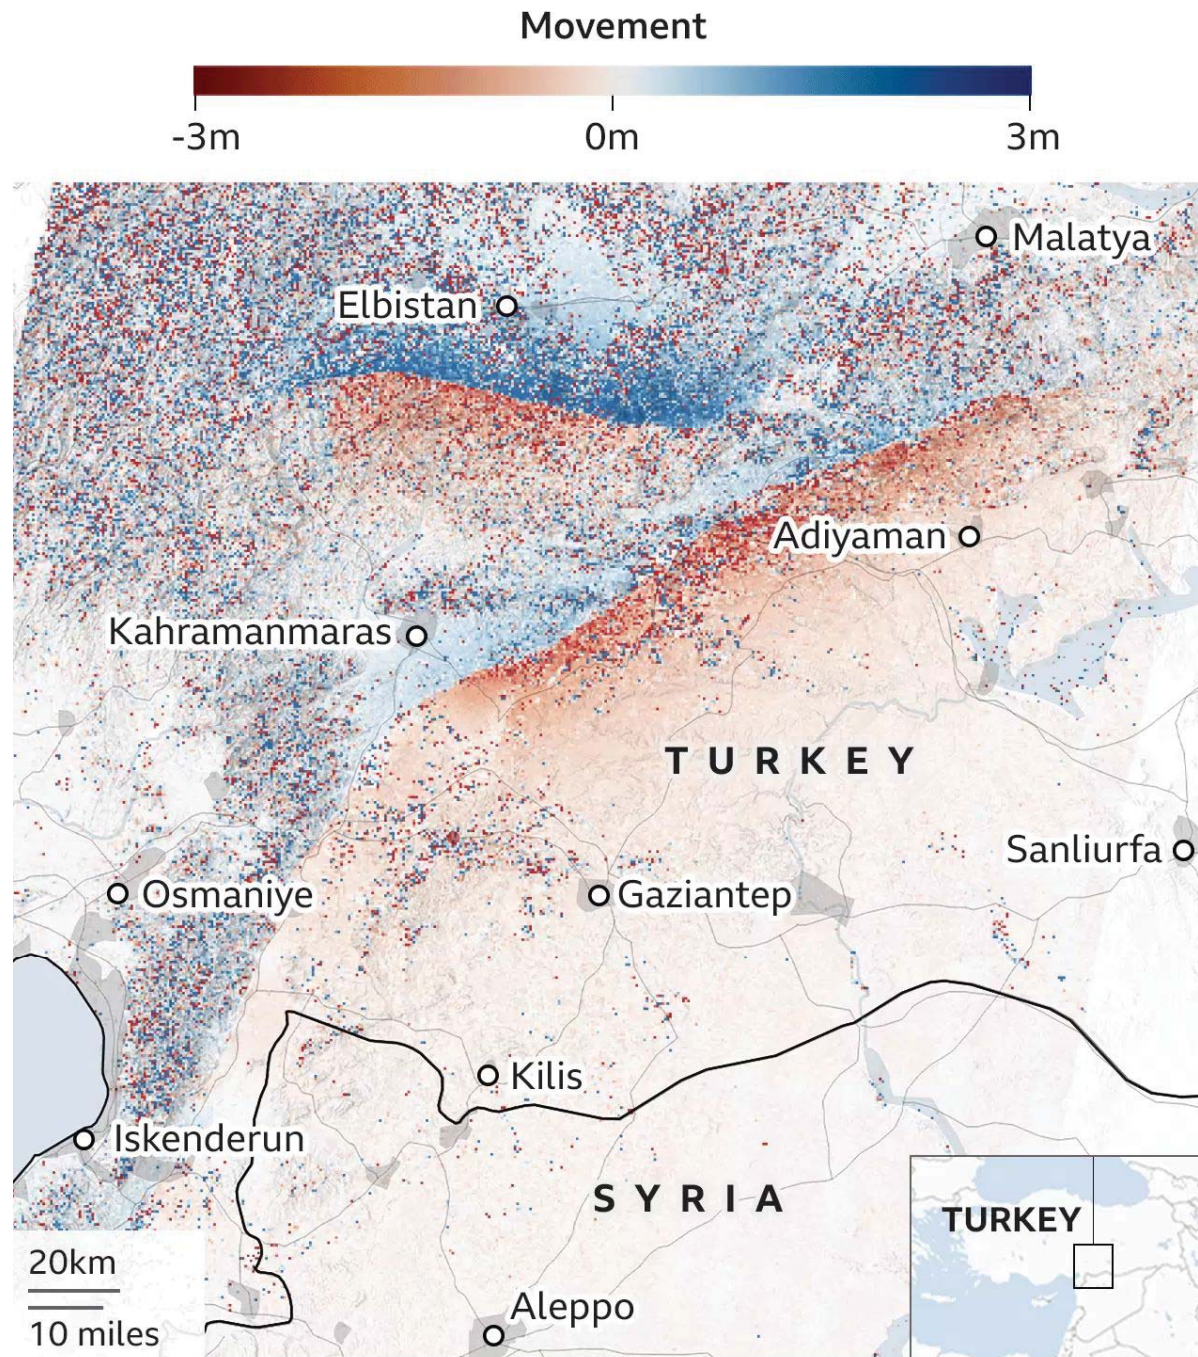 Movement
-3m
0m
3m
Malatya
Elbistan
Adiyaman
Kahramanmaras
TURKEY
Sanliurfa
Osmaniye
Gaziantep
Kilis
Iskenderun
SYRIA
TURKEY
20km
10 miles
Aleppo